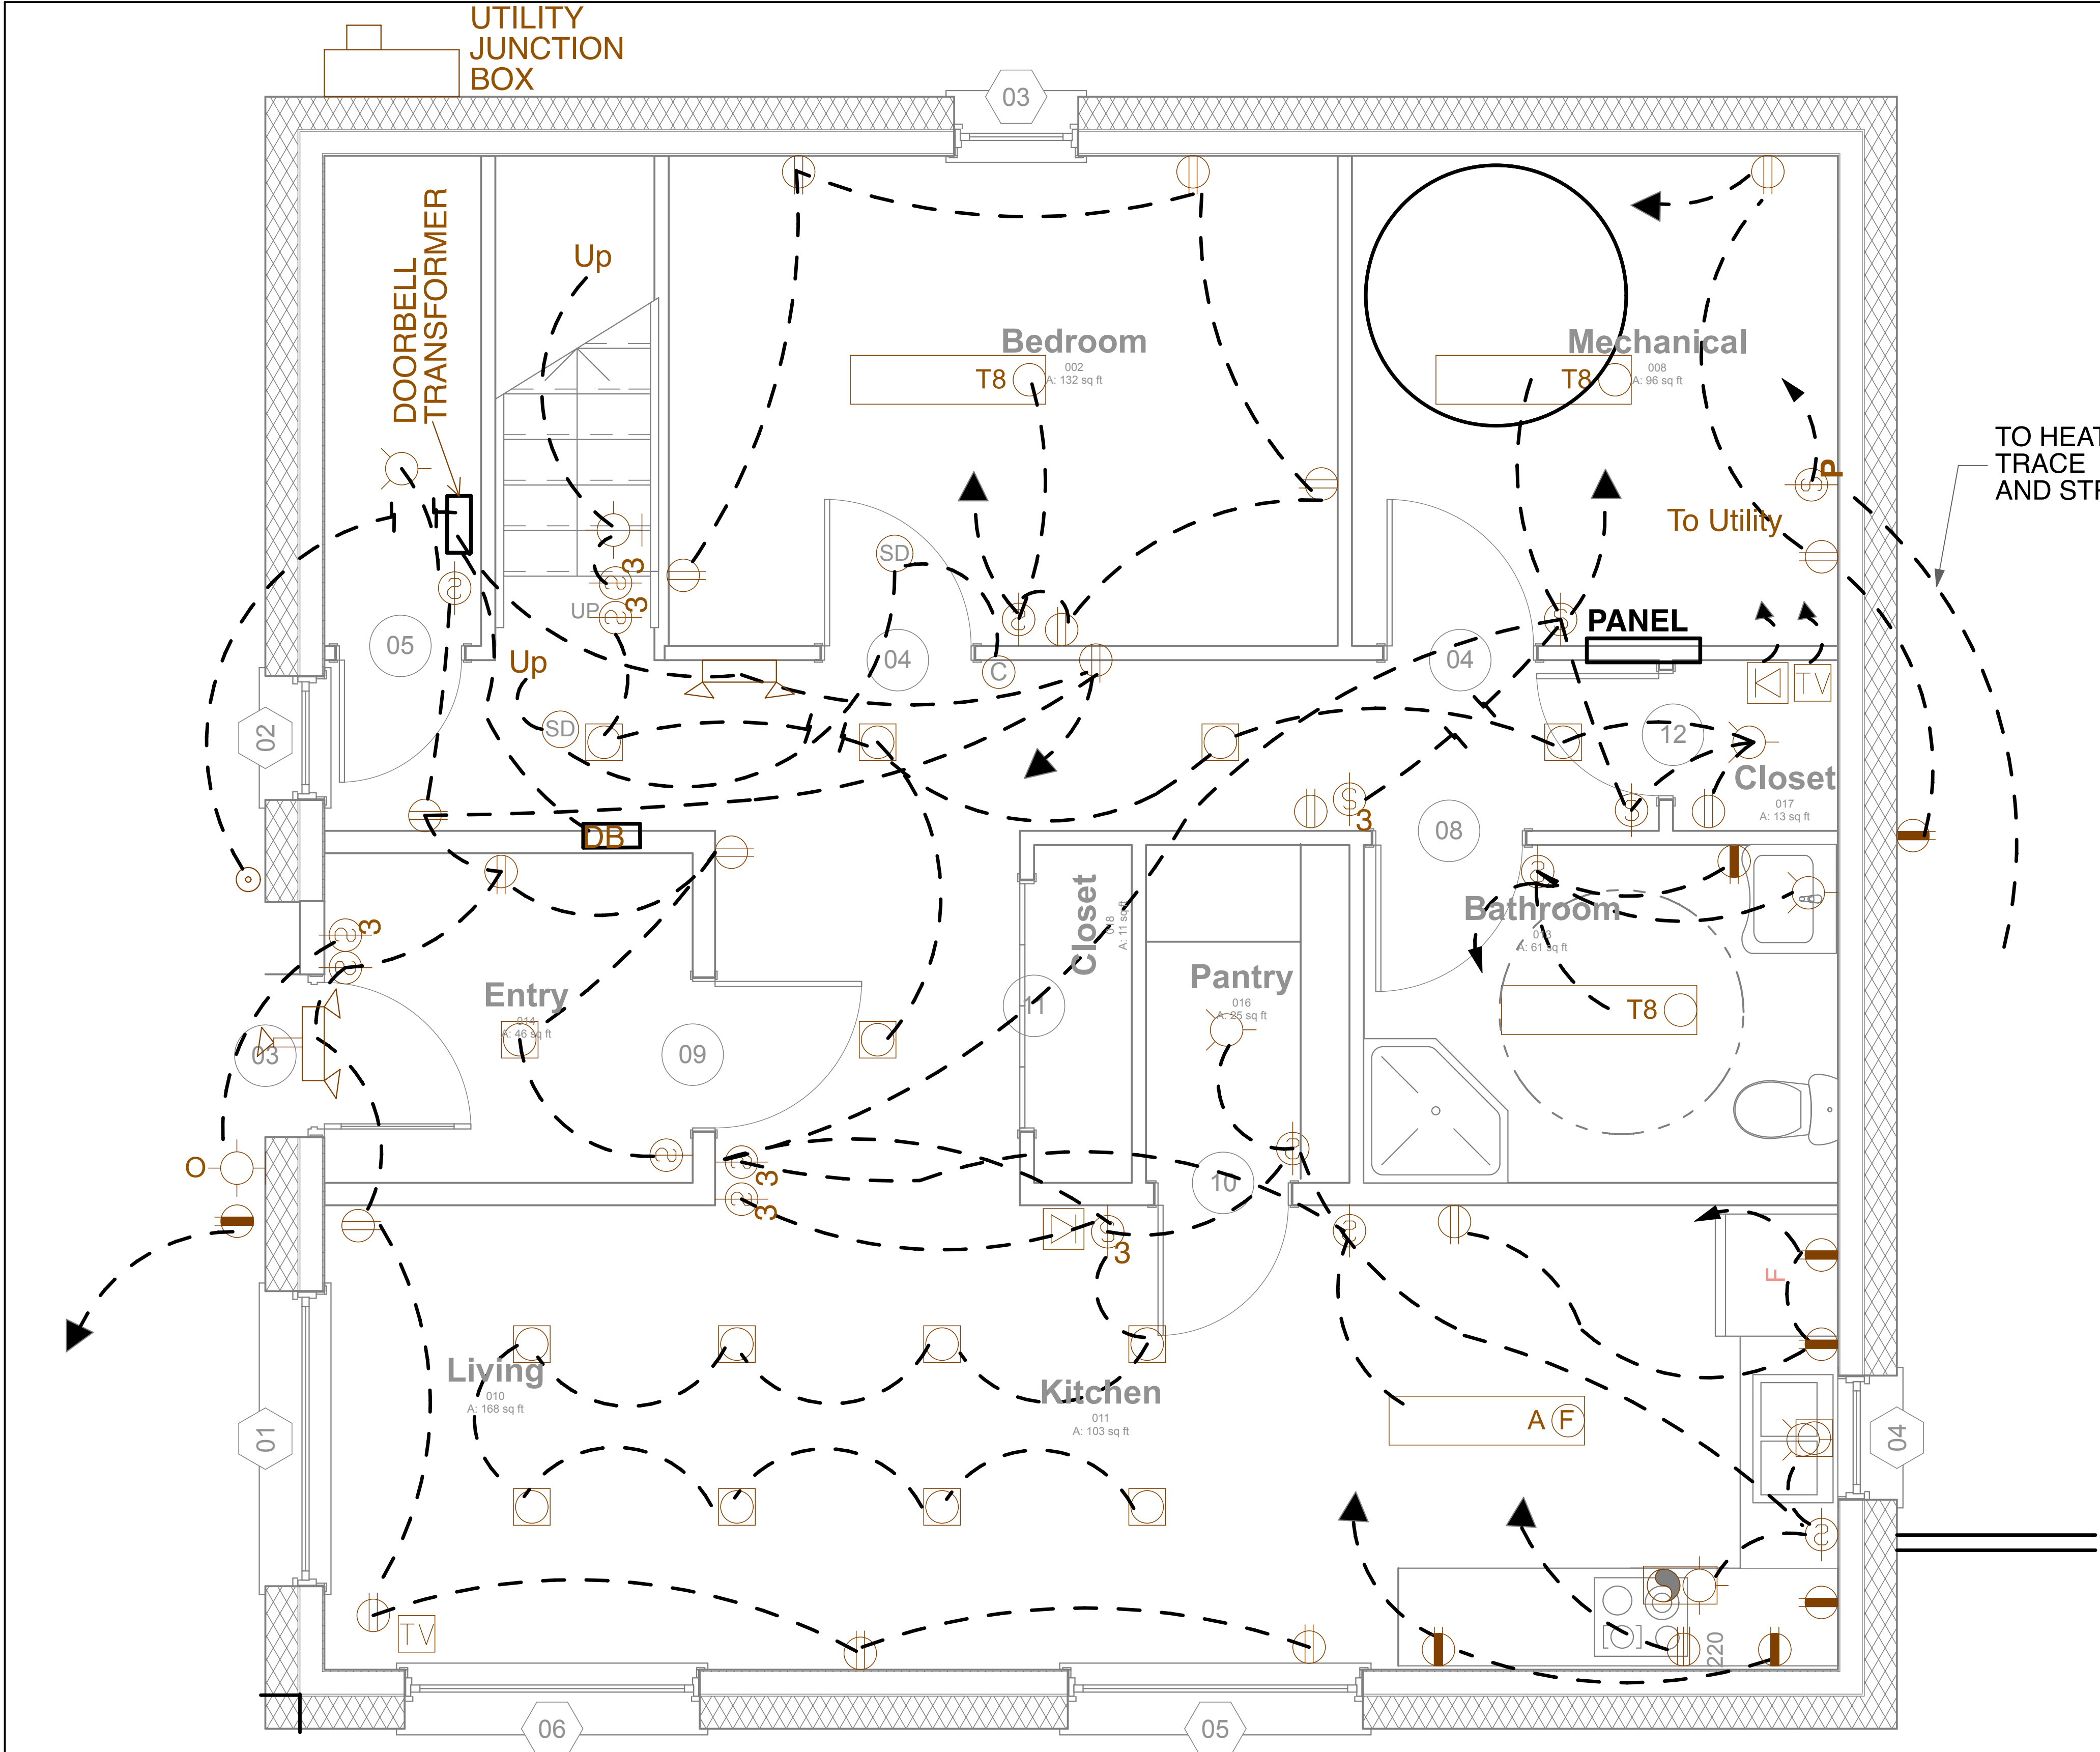 UTILITY
JUNCTION
BOX
03
DOORBELL
TRANSFORMER
Up
Bedroom
002
A: 132 sq ft
T8
Mechanical
008
A: 96 sq ft
T8
TO HEAT
TRACE
P
To Utility
SD
3
3
UP
PANEL
05
Up
04
C
04
TV
02
SD
12
Closet
017
A: 13 sq ft
3
08
DB
3
Closet
018
A: 11 sq ft
Bathroom
013
A: 61 sq ft
Entry
014
A: 46 sq ft
Pantry
016
A: 25 sq ft
11
T8
03
09
O
3
3
10
3
F
Living
010
A: 168 sq ft
Kitchen
011
A: 103 sq ft
A F
01
04
TV
220
06
05